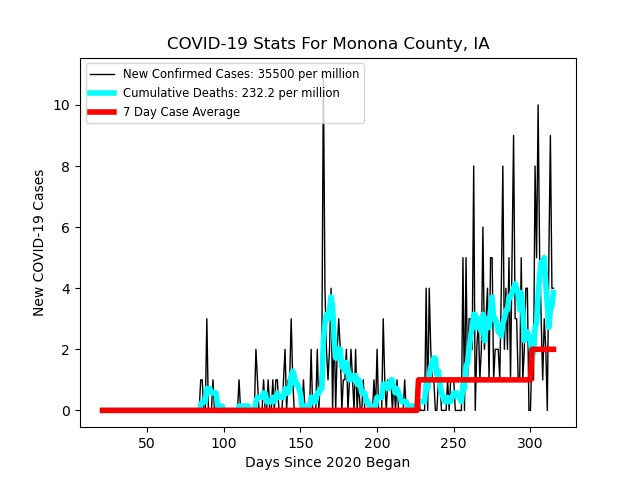 COVID-19 Stats For Monona County, IA
New Confirmed Cases: 35500 per million
Cumulative Deaths: 232.2 per million
7 Day Case Average
New COVID-19 Cases
10
8
6
4
2
0
50 100 150 200 250 300
Days Since 2020 Began